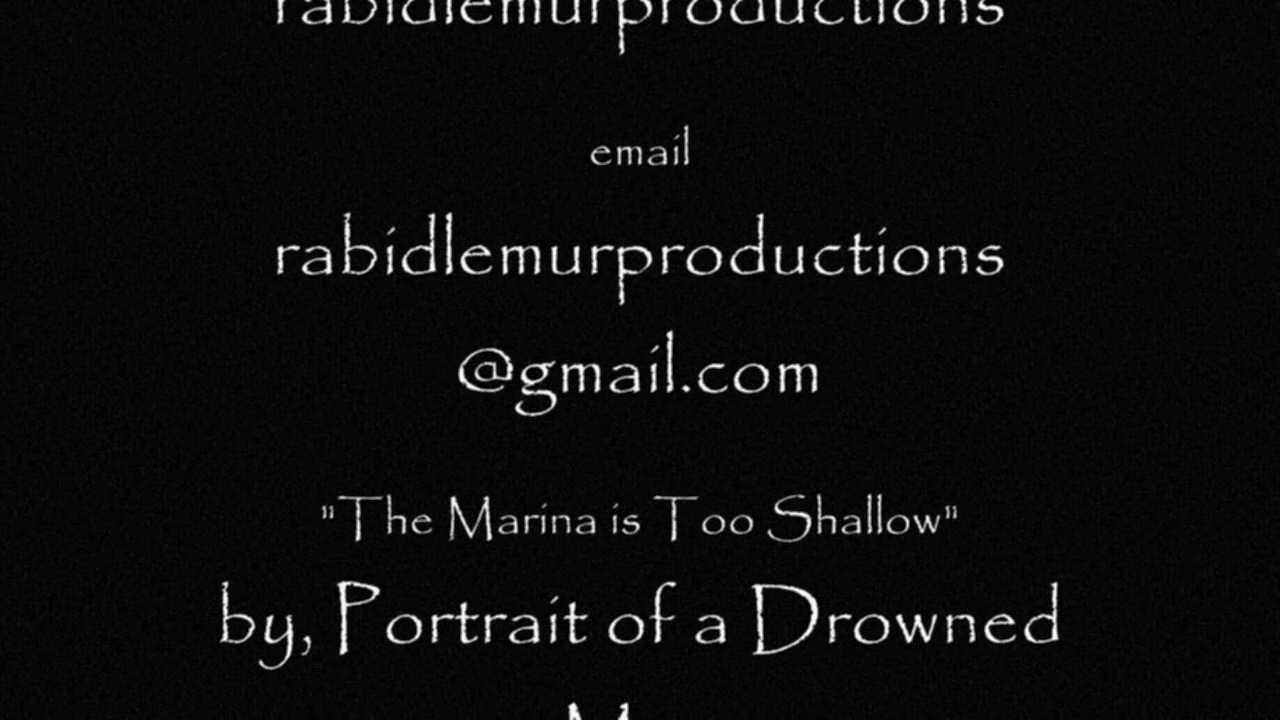 rabidlemurproductions
email
rabidlemurproductions
@gmail.com
"The Marina is Too Shallow"
by, Portrait of a Drowned